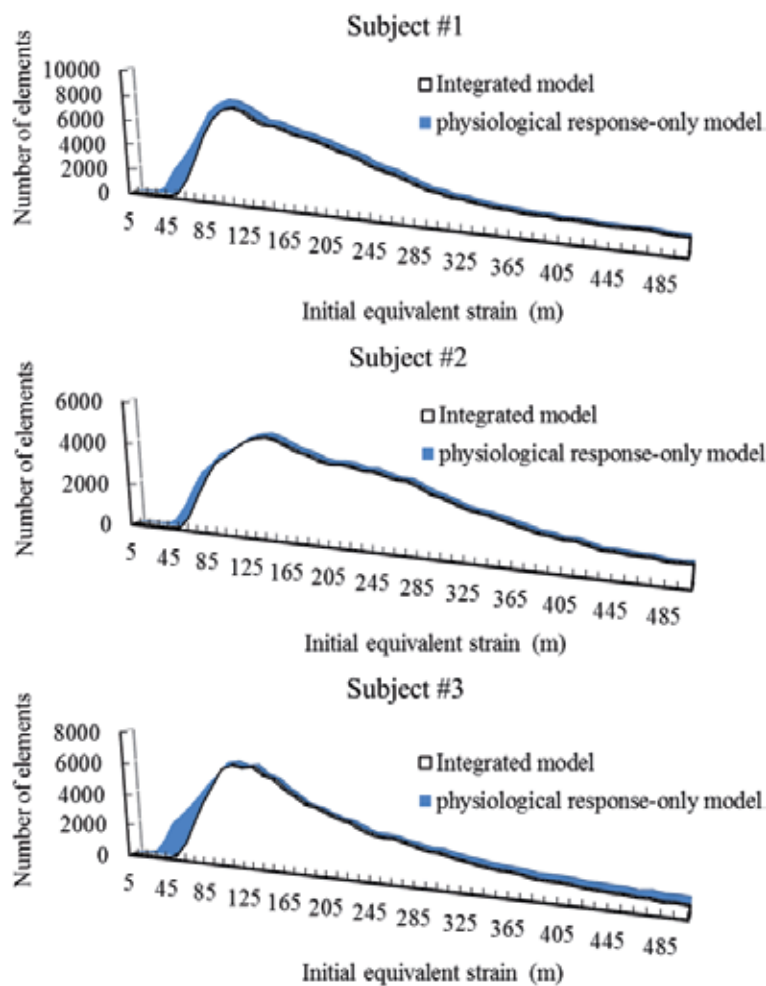 Subject #1
10000
8000
6000
4000
2000
0
Number of elements
Integrated model
physiological response-only model
5 45 85 125 165 205 245 285 325 365 405 445 485
Initial equivalent strain (m)
Subject #2
6000
4000
2000
0
Number of elements
Integrated model
physiological response-only model
5 45 85 125 165 205 245 285 325 365 405 445 485
Initial equivalent strain (m)
Subject #3
8000
6000
4000
2000
0
Number of elements
Integrated model
physiological response-only model
5 45 85 125 165 205 245 285 325 365 405 445 485
Initial equivalent strain (m)